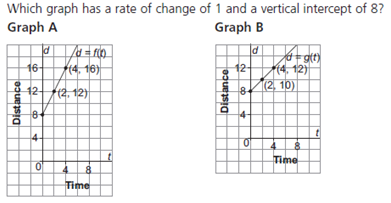 Which graph has a rate of change of 1 and a vertical intercept of 8?
Graph A
Graph B
d
d = f(t)
16
(4, 16)
12
(2, 12)
8
4
0
4
8
t
Distance
Time
d
d = g(t)
12
(4, 12)
(2, 10)
8
4
0
4
8
t
Distance
Time